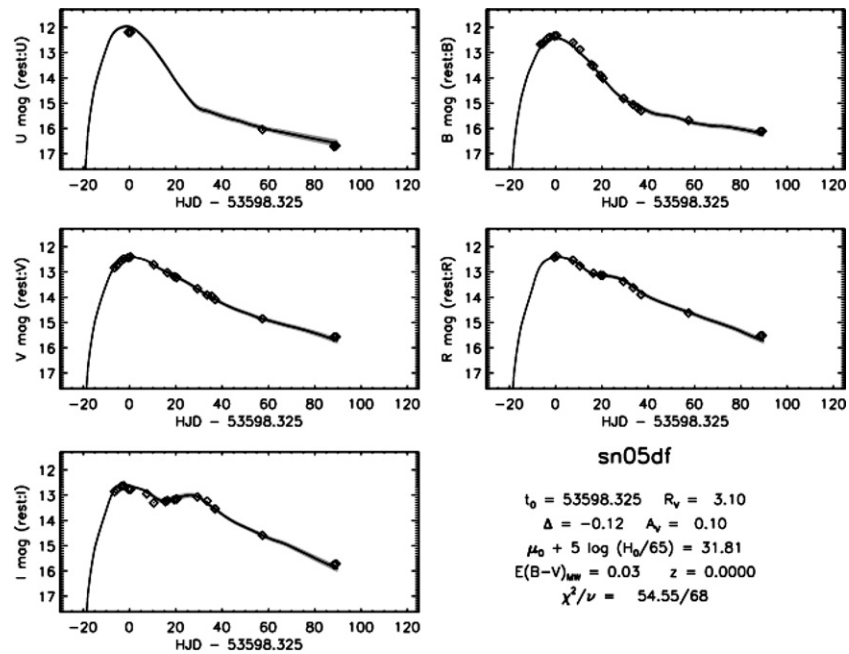 12
13
14
15
16
17
U mag (rest:U)
-20 0 20 40 60 80 100 120
HJD - 53598.325
12
13
14
15
16
17
B mag (rest:B)
-20 0 20 40 60 80 100 120
HJD - 53598.325
12
13
14
15
16
17
V mag (rest:V)
-20 0 20 40 60 80 100 120
HJD - 53598.325
12
13
14
15
16
17
R mag (rest:R)
-20 0 20 40 60 80 100 120
HJD - 53598.325
12
13
14
15
16
17
I mag (rest:I)
-20 0 20 40 60 80 100 120
HJD - 53598.325
sn05df
t₀ = 53598.325 Rᵥ = 3.10
Δ = -0.12 Aᵥ = 0.10
μ₀ + 5 log (H₀/65) = 31.81
E(B-V)MW = 0.03 z = 0.0000
χ²/ν = 54.55/68